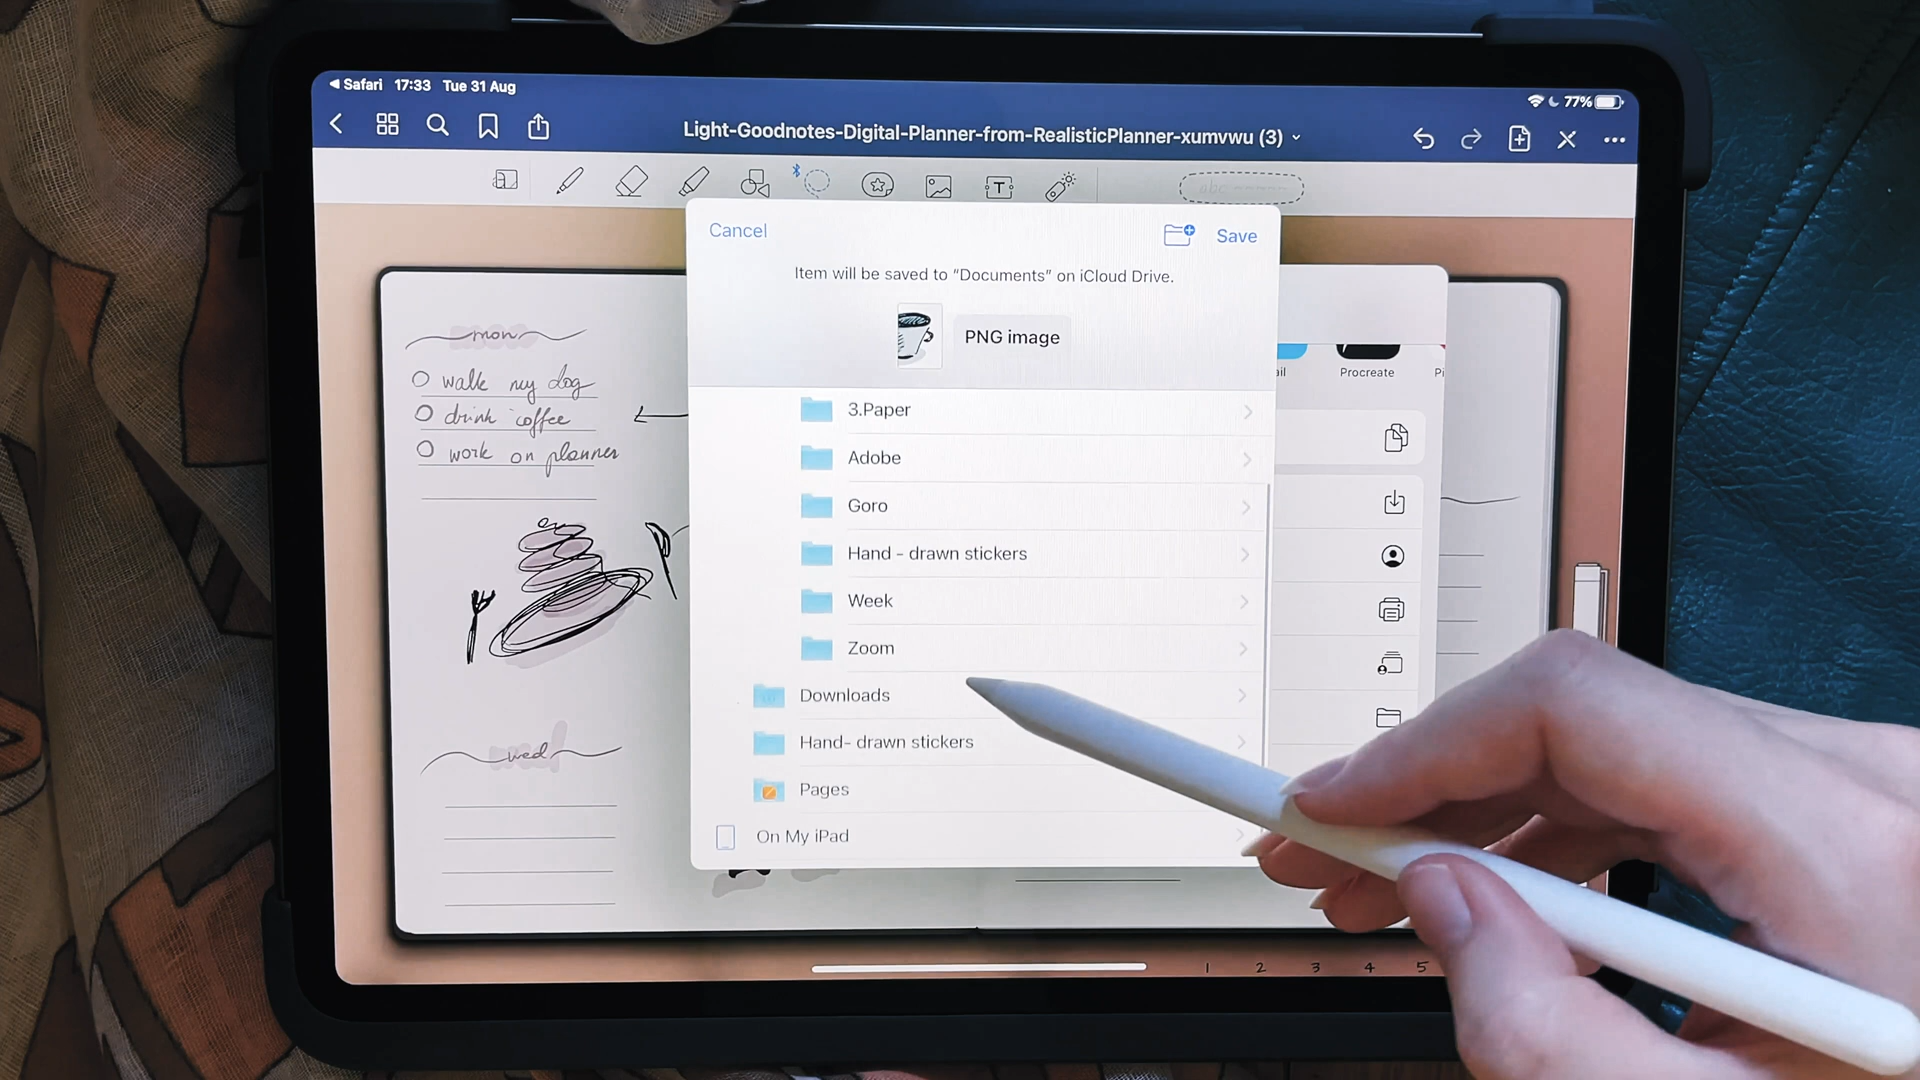 Safari 17:33 Tue 31 Aug
77%
Light-Goodnotes-Digital-Planner-from-RealisticPlanner-xumvwu (3)
T
abc
Cancel
Save
Item will be saved to “Documents” on iCloud Drive.
PNG image
3.Paper
Adobe
Goro
Hand - drawn stickers
Week
Zoom
Downloads
Hand- drawn stickers
Pages
On My iPad
ail
Procreate
Pi
mon
walk my dog
drink coffee
work on planner
wed
1 2 3 4 5